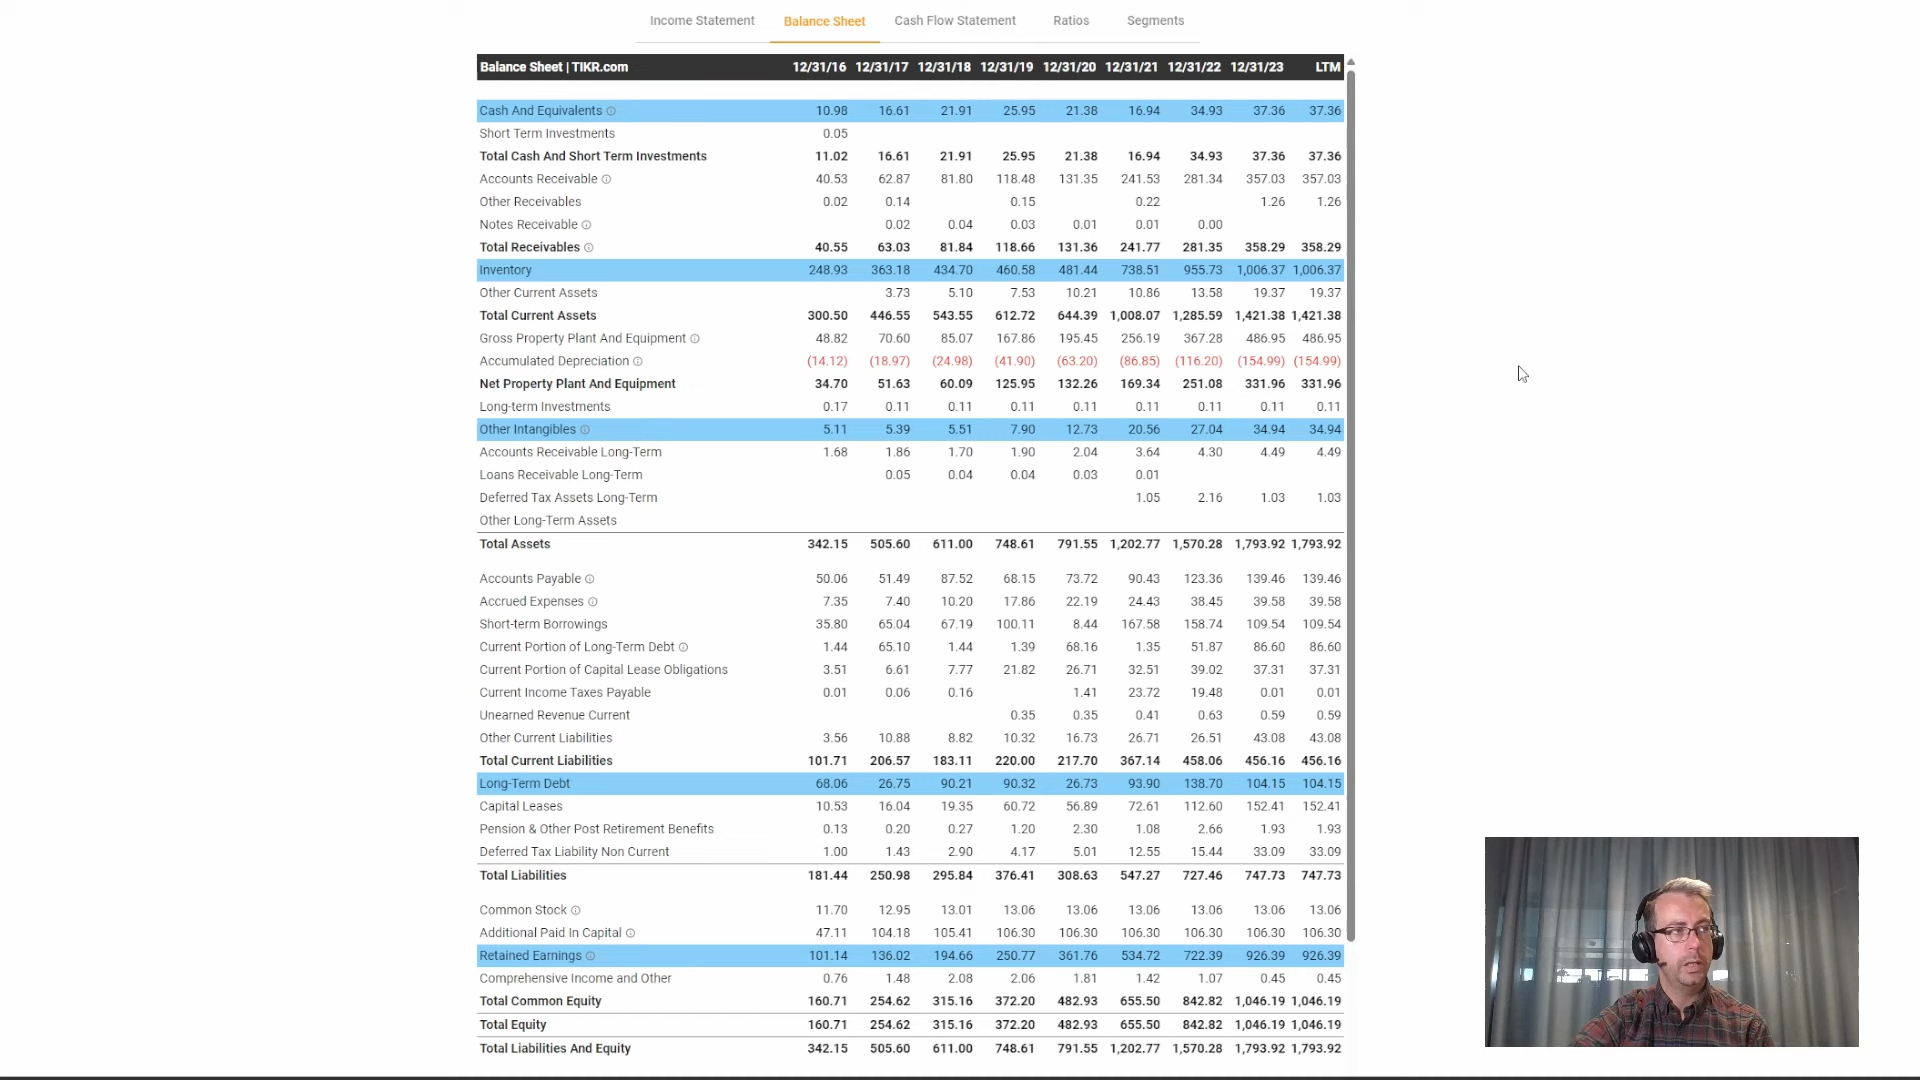 Income Statement Balance Sheet Cash Flow Statement Ratios Segments
Balance Sheet | TIKR.com 12/31/16 12/31/17 12/31/18 12/31/19 12/31/20 12/31/21 12/31/22 12/31/23 LTM
Cash And Equivalents 10.98 16.61 21.91 25.95 21.38 16.94 34.93 37.36 37.36
Short Term Investments 0.05
Total Cash And Short Term Investments 11.02 16.61 21.91 25.95 21.38 16.94 34.93 37.36 37.36
Accounts Receivable 40.53 62.87 81.80 118.48 131.35 241.53 281.34 357.03 357.03
Other Receivables 0.02 0.14 0.15 0.22 1.26 1.26
Notes Receivable 0.02 0.04 0.03 0.01 0.01 0.00
Total Receivables 40.55 63.03 81.84 118.66 131.36 241.77 281.35 358.29 358.29
Inventory 248.93 363.18 434.70 460.58 481.44 738.51 955.73 1,006.37 1,006.37
Other Current Assets 3.73 5.10 7.53 10.21 10.86 13.58 19.37 19.37
Total Current Assets 300.50 446.55 543.55 612.72 644.39 1,008.07 1,285.59 1,421.38 1,421.38
Gross Property Plant And Equipment 48.82 70.60 85.07 167.86 195.45 256.19 367.28 486.95 486.95
Accumulated Depreciation (14.12) (18.97) (24.98) (41.90) (63.20) (86.85) (116.20) (154.99) (154.99)
Net Property Plant And Equipment 34.70 51.63 60.09 125.95 132.26 169.34 251.08 331.96 331.96
Long-term Investments 0.17 0.11 0.11 0.11 0.11 0.11 0.11 0.11 0.11
Other Intangibles 5.11 5.39 5.51 7.90 12.73 20.56 27.04 34.94 34.94
Accounts Receivable Long-Term 1.68 1.86 1.70 1.90 2.04 3.64 4.30 4.49 4.49
Loans Receivable Long-Term 0.05 0.04 0.04 0.03 0.01
Deferred Tax Assets Long-Term 1.05 2.16 1.03 1.03
Other Long-Term Assets
Total Assets 342.15 505.60 611.00 748.61 791.55 1,202.77 1,570.28 1,793.92 1,793.92
Accounts Payable 50.06 51.49 87.52 68.15 73.72 90.43 123.36 139.46 139.46
Accrued Expenses 7.35 7.40 10.20 17.86 22.19 24.43 38.45 39.58 39.58
Short-term Borrowings 35.80 65.04 67.19 100.11 8.44 167.58 158.74 109.54 109.54
Current Portion of Long-Term Debt 1.44 65.10 1.44 1.39 68.16 1.35 51.87 86.60 86.60
Current Portion of Capital Lease Obligations 3.51 6.61 7.77 21.82 26.71 32.51 39.02 37.31 37.31
Current Income Taxes Payable 0.01 0.06 0.16 1.41 23.72 19.48 0.01 0.01
Unearned Revenue Current 0.35 0.35 0.41 0.63 0.59 0.59
Other Current Liabilities 3.56 10.88 8.82 10.32 16.73 26.71 26.51 43.08 43.08
Total Current Liabilities 101.71 206.57 183.11 220.00 217.70 367.14 458.06 456.16 456.16
Long-Term Debt 68.06 26.75 90.21 90.32 26.73 93.90 138.70 104.15 104.15
Capital Leases 10.53 16.04 19.35 60.72 56.89 72.61 112.60 152.41 152.41
Pension & Other Post Retirement Benefits 0.13 0.20 0.27 1.20 2.30 1.08 2.66 1.93 1.93
Deferred Tax Liability Non Current 1.00 1.43 2.90 4.17 5.01 12.55 15.44 33.09 33.09
Total Liabilities 181.44 250.98 295.84 376.41 308.63 547.27 727.46 747.73 747.73
Common Stock 11.70 12.95 13.01 13.06 13.06 13.06 13.06 13.06 13.06
Additional Paid In Capital 47.11 104.18 105.41 106.30 106.30 106.30 106.30 106.30 106.30
Retained Earnings 101.14 136.02 194.66 250.77 361.76 534.72 722.39 926.39 926.39
Comprehensive Income and Other 0.76 1.48 2.08 2.06 1.81 1.42 1.07 0.45 0.45
Total Common Equity 160.71 254.62 315.16 372.20 482.93 655.50 842.82 1,046.19 1,046.19
Total Equity 160.71 254.62 315.16 372.20 482.93 655.50 842.82 1,046.19 1,046.19
Total Liabilities And Equity 342.15 505.60 611.00 748.61 791.55 1,202.77 1,570.28 1,793.92 1,793.92